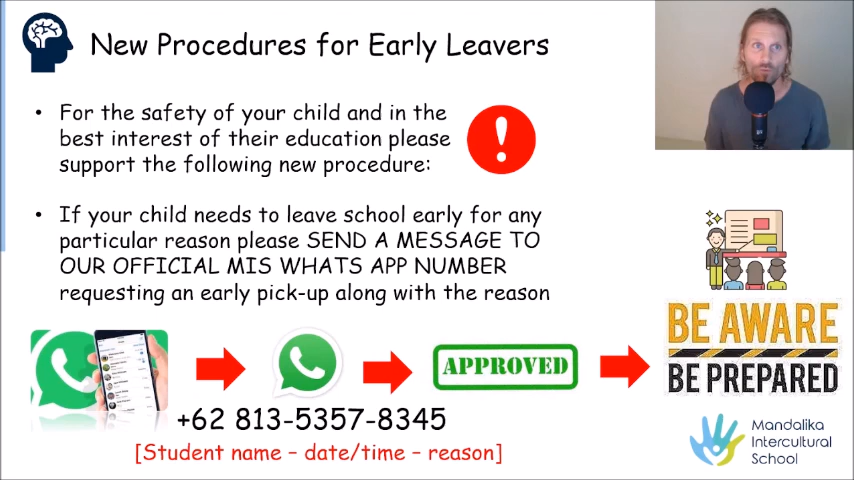 New Procedures for Early Leavers
• For the safety of your child and in the
best interest of their education please
support the following new procedure:
• If your child needs to leave school early for any
particular reason please SEND A MESSAGE TO
OUR OFFICIAL MIS WHATS APP NUMBER
requesting an early pick-up along with the reason
APPROVED
BE AWARE
BE PREPARED
+62 813-5357-8345
[Student name – date/time – reason]
Mandalika
Intercultural
School